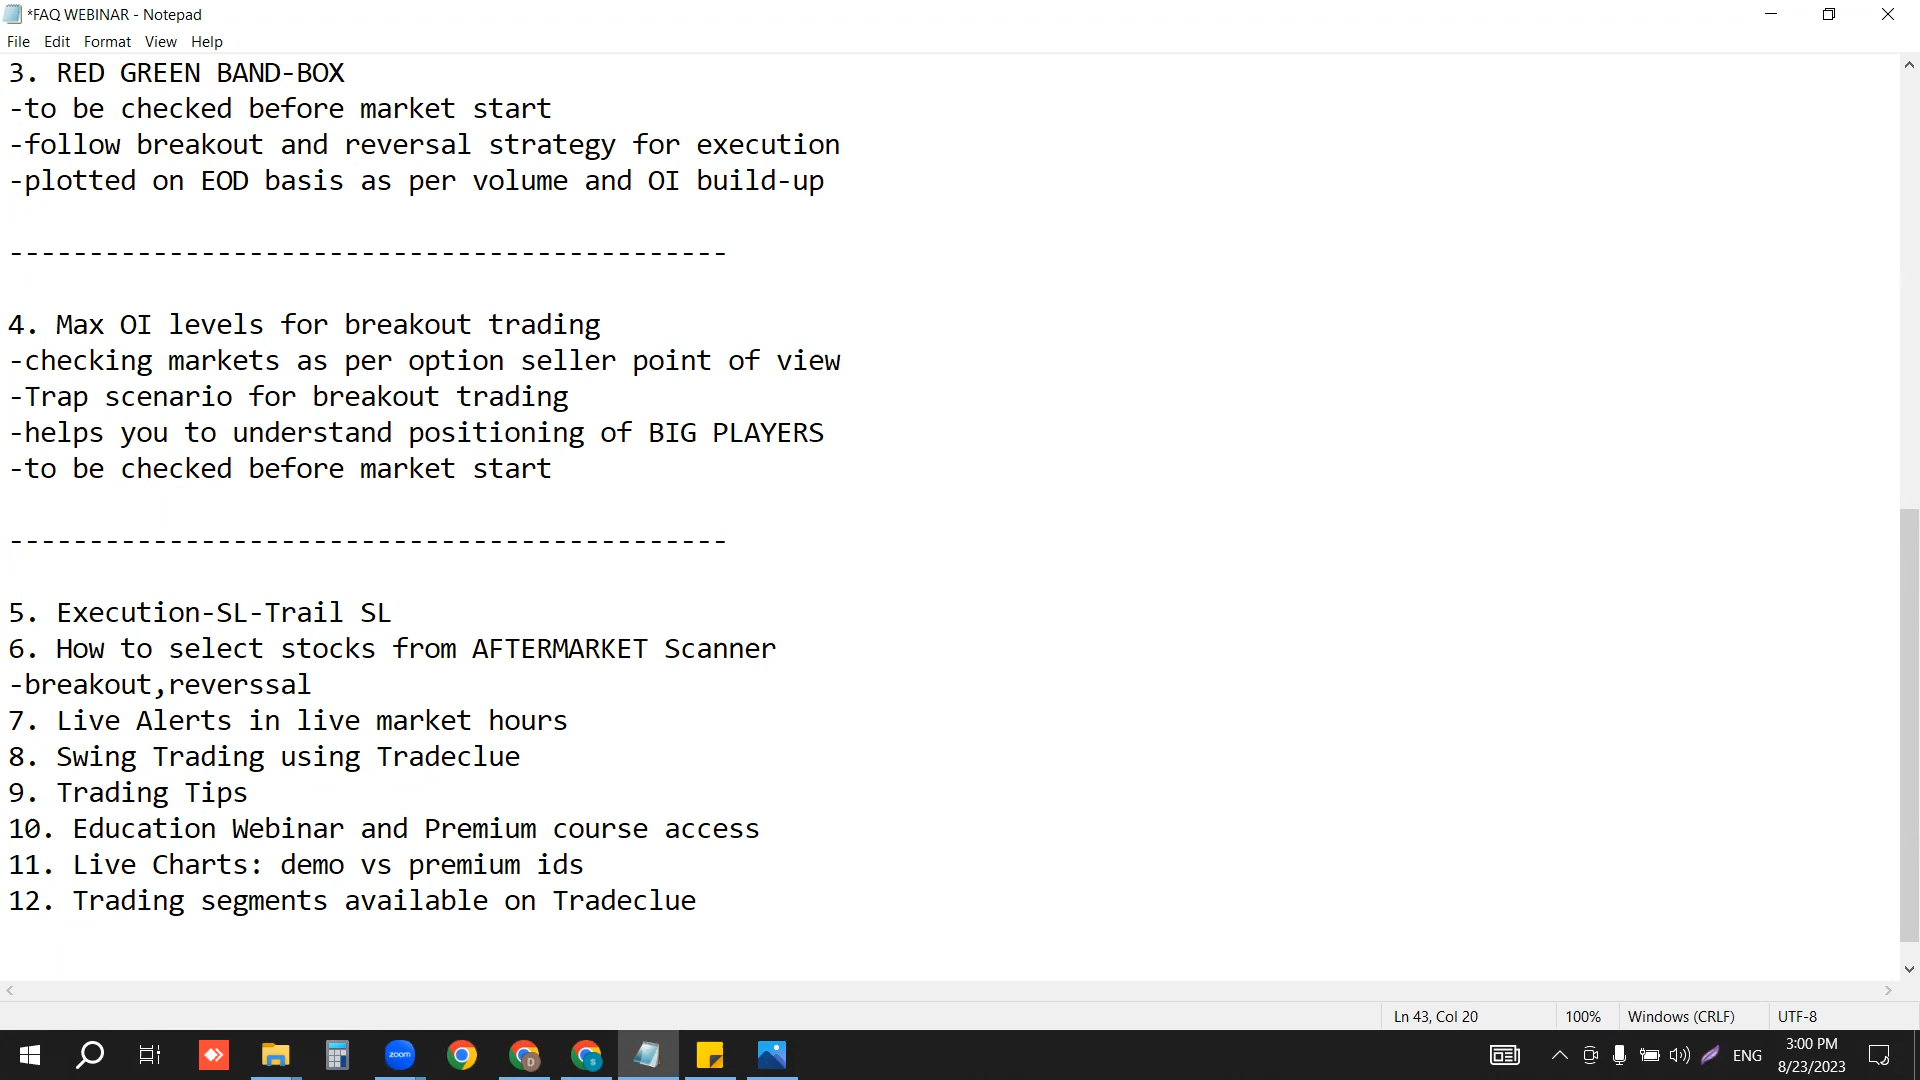 *FAQ WEBINAR - Notepad
File Edit Format View Help
3. RED GREEN BAND-BOX
-to be checked before market start
-follow breakout and reversal strategy for execution
-plotted on EOD basis as per volume and OI build-up
---------------------------------------------
4. Max OI levels for breakout trading
-checking markets as per option seller point of view
-Trap scenario for breakout trading
-helps you to understand positioning of BIG PLAYERS
-to be checked before market start
---------------------------------------------
5. Execution-SL-Trail SL
6. How to select stocks from AFTERMARKET Scanner
-breakout,reverssal
7. Live Alerts in live market hours
8. Swing Trading using Tradeclue
9. Trading Tips
10. Education Webinar and Premium course access
11. Live Charts: demo vs premium ids
12. Trading segments available on Tradeclue
Ln 43, Col 20 100% Windows (CRLF) UTF-8
zoom D S ENG 3:00 PM
8/23/2023